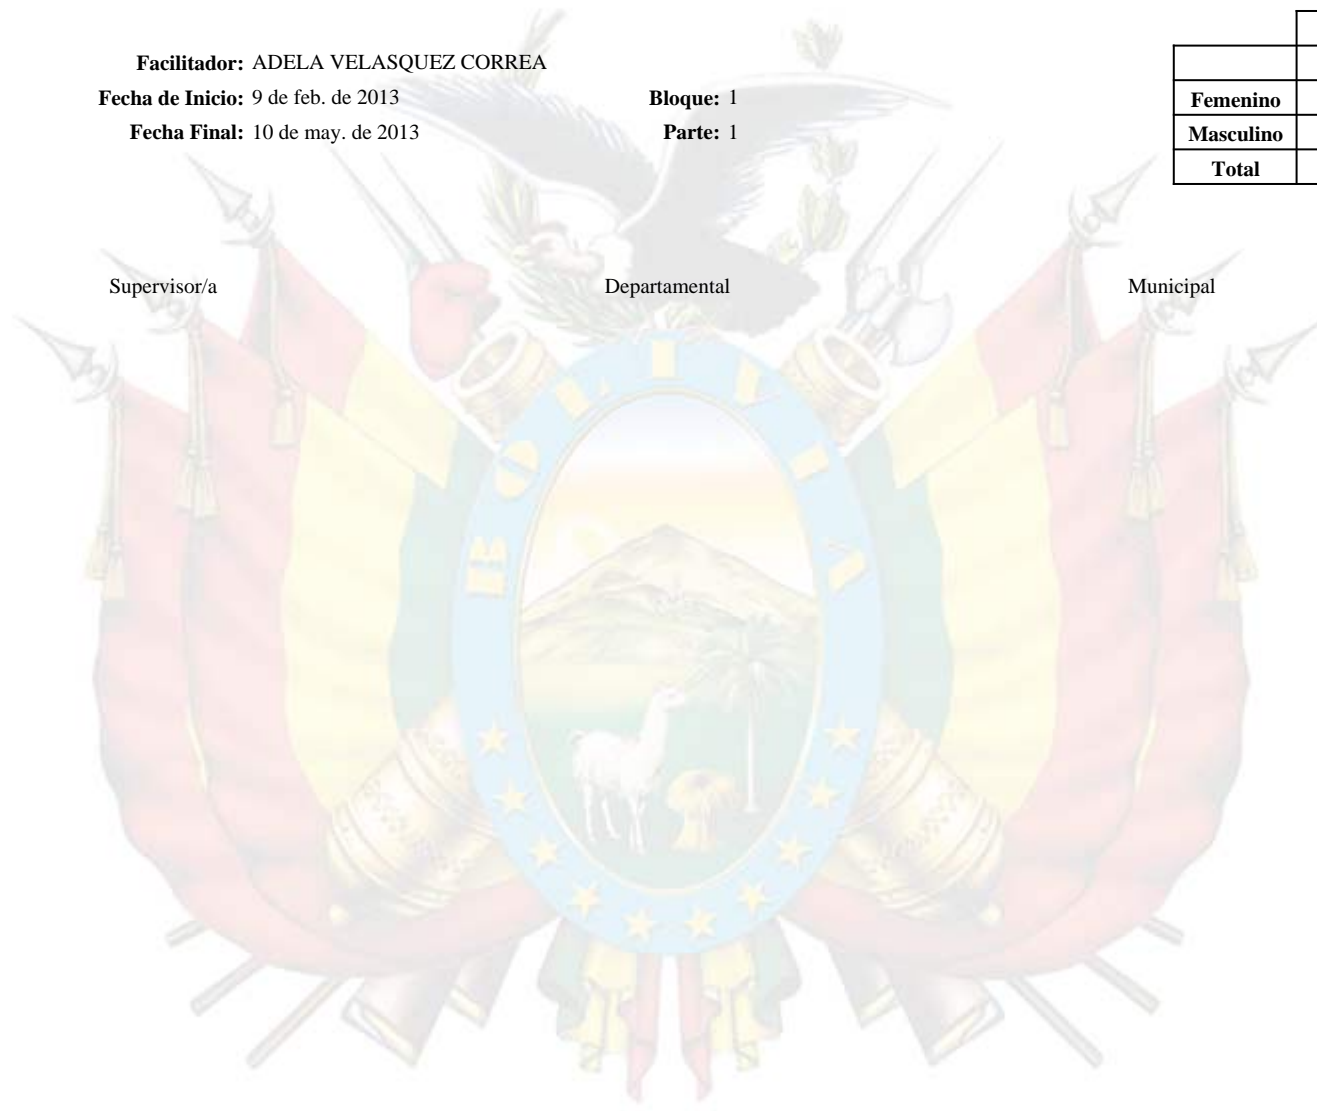 Facilitador: ADELA VELASQUEZ CORREA
Fecha de Inicio: 9 de feb. de 2013 Bloque: 1
Fecha Final: 10 de may. de 2013 Parte: 1
Femenino
Masculino
Total
Supervisor/a Departamental Municipal
BOLIVIA